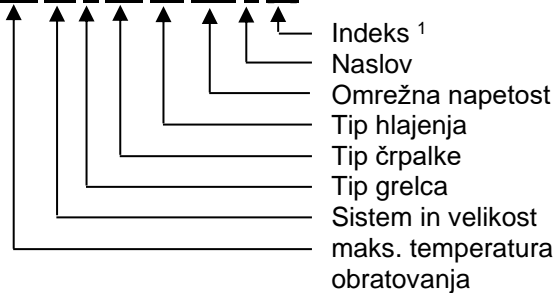 Indeks ¹
Naslov
Omrežna napetost
Tip hlajenja
Tip črpalke
Tip grelca
Sistem in velikost
maks. temperatura
obratovanja